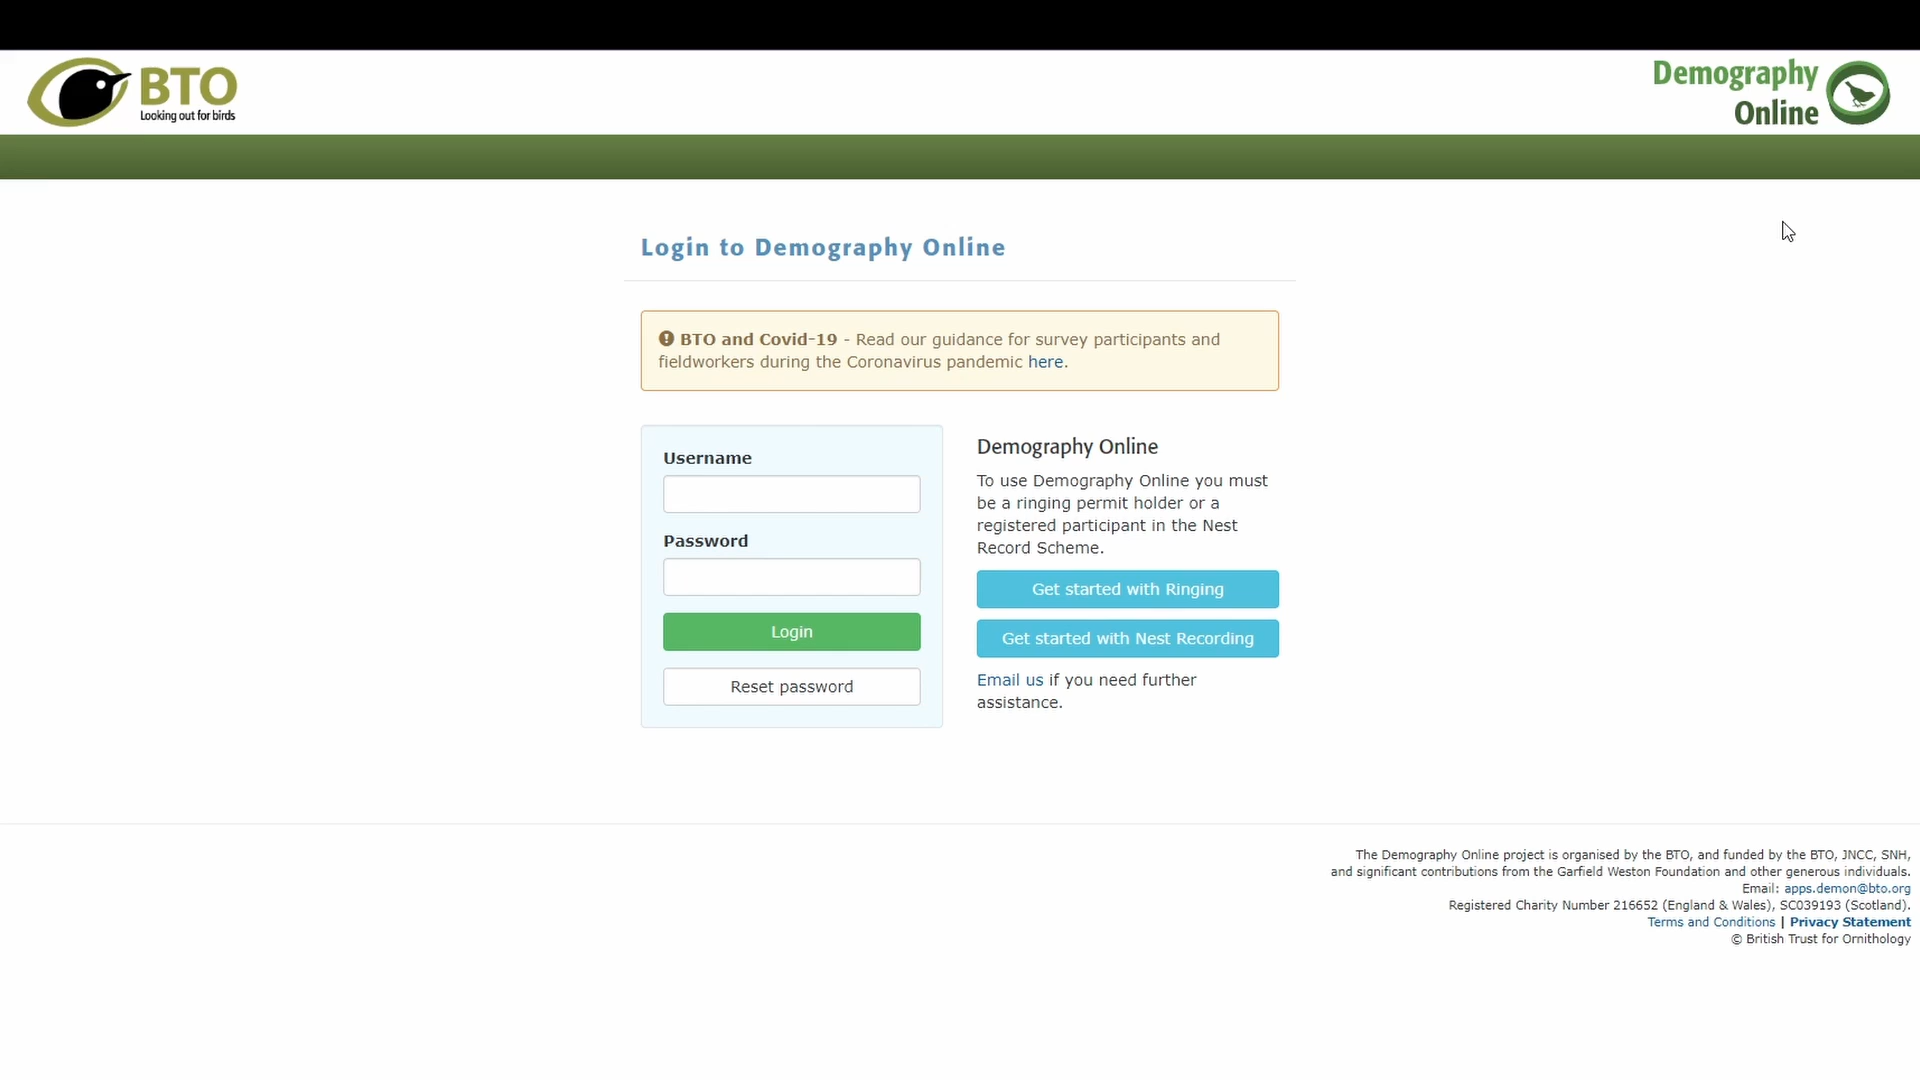 BTO
Looking out for birds
Demography
Online
Login to Demography Online
BTO and Covid-19 - Read our guidance for survey participants and
fieldworkers during the Coronavirus pandemic here.
Username
Password
Login
Reset password
Demography Online
To use Demography Online you must
be a ringing permit holder or a
registered participant in the Nest
Record Scheme.
Get started with Ringing
Get started with Nest Recording
Email us if you need further
assistance.
The Demography Online project is organised by the BTO, and funded by the BTO, JNCC, SNH,
and significant contributions from the Garfield Weston Foundation and other generous individuals.
Email: apps.demon@bto.org
Registered Charity Number 216652 (England & Wales), SC039193 (Scotland).
Terms and Conditions | Privacy Statement
© British Trust for Ornithology